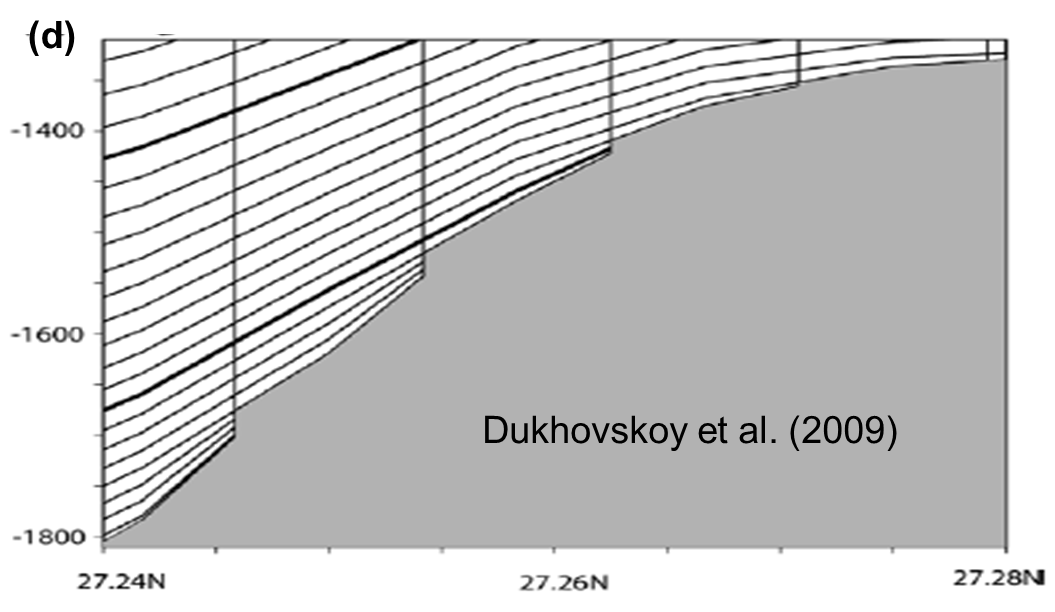 (d)
-1400
-1600
Dukhovskoy et al. (2009)
-1800
27.24N
27.26N
27.28N